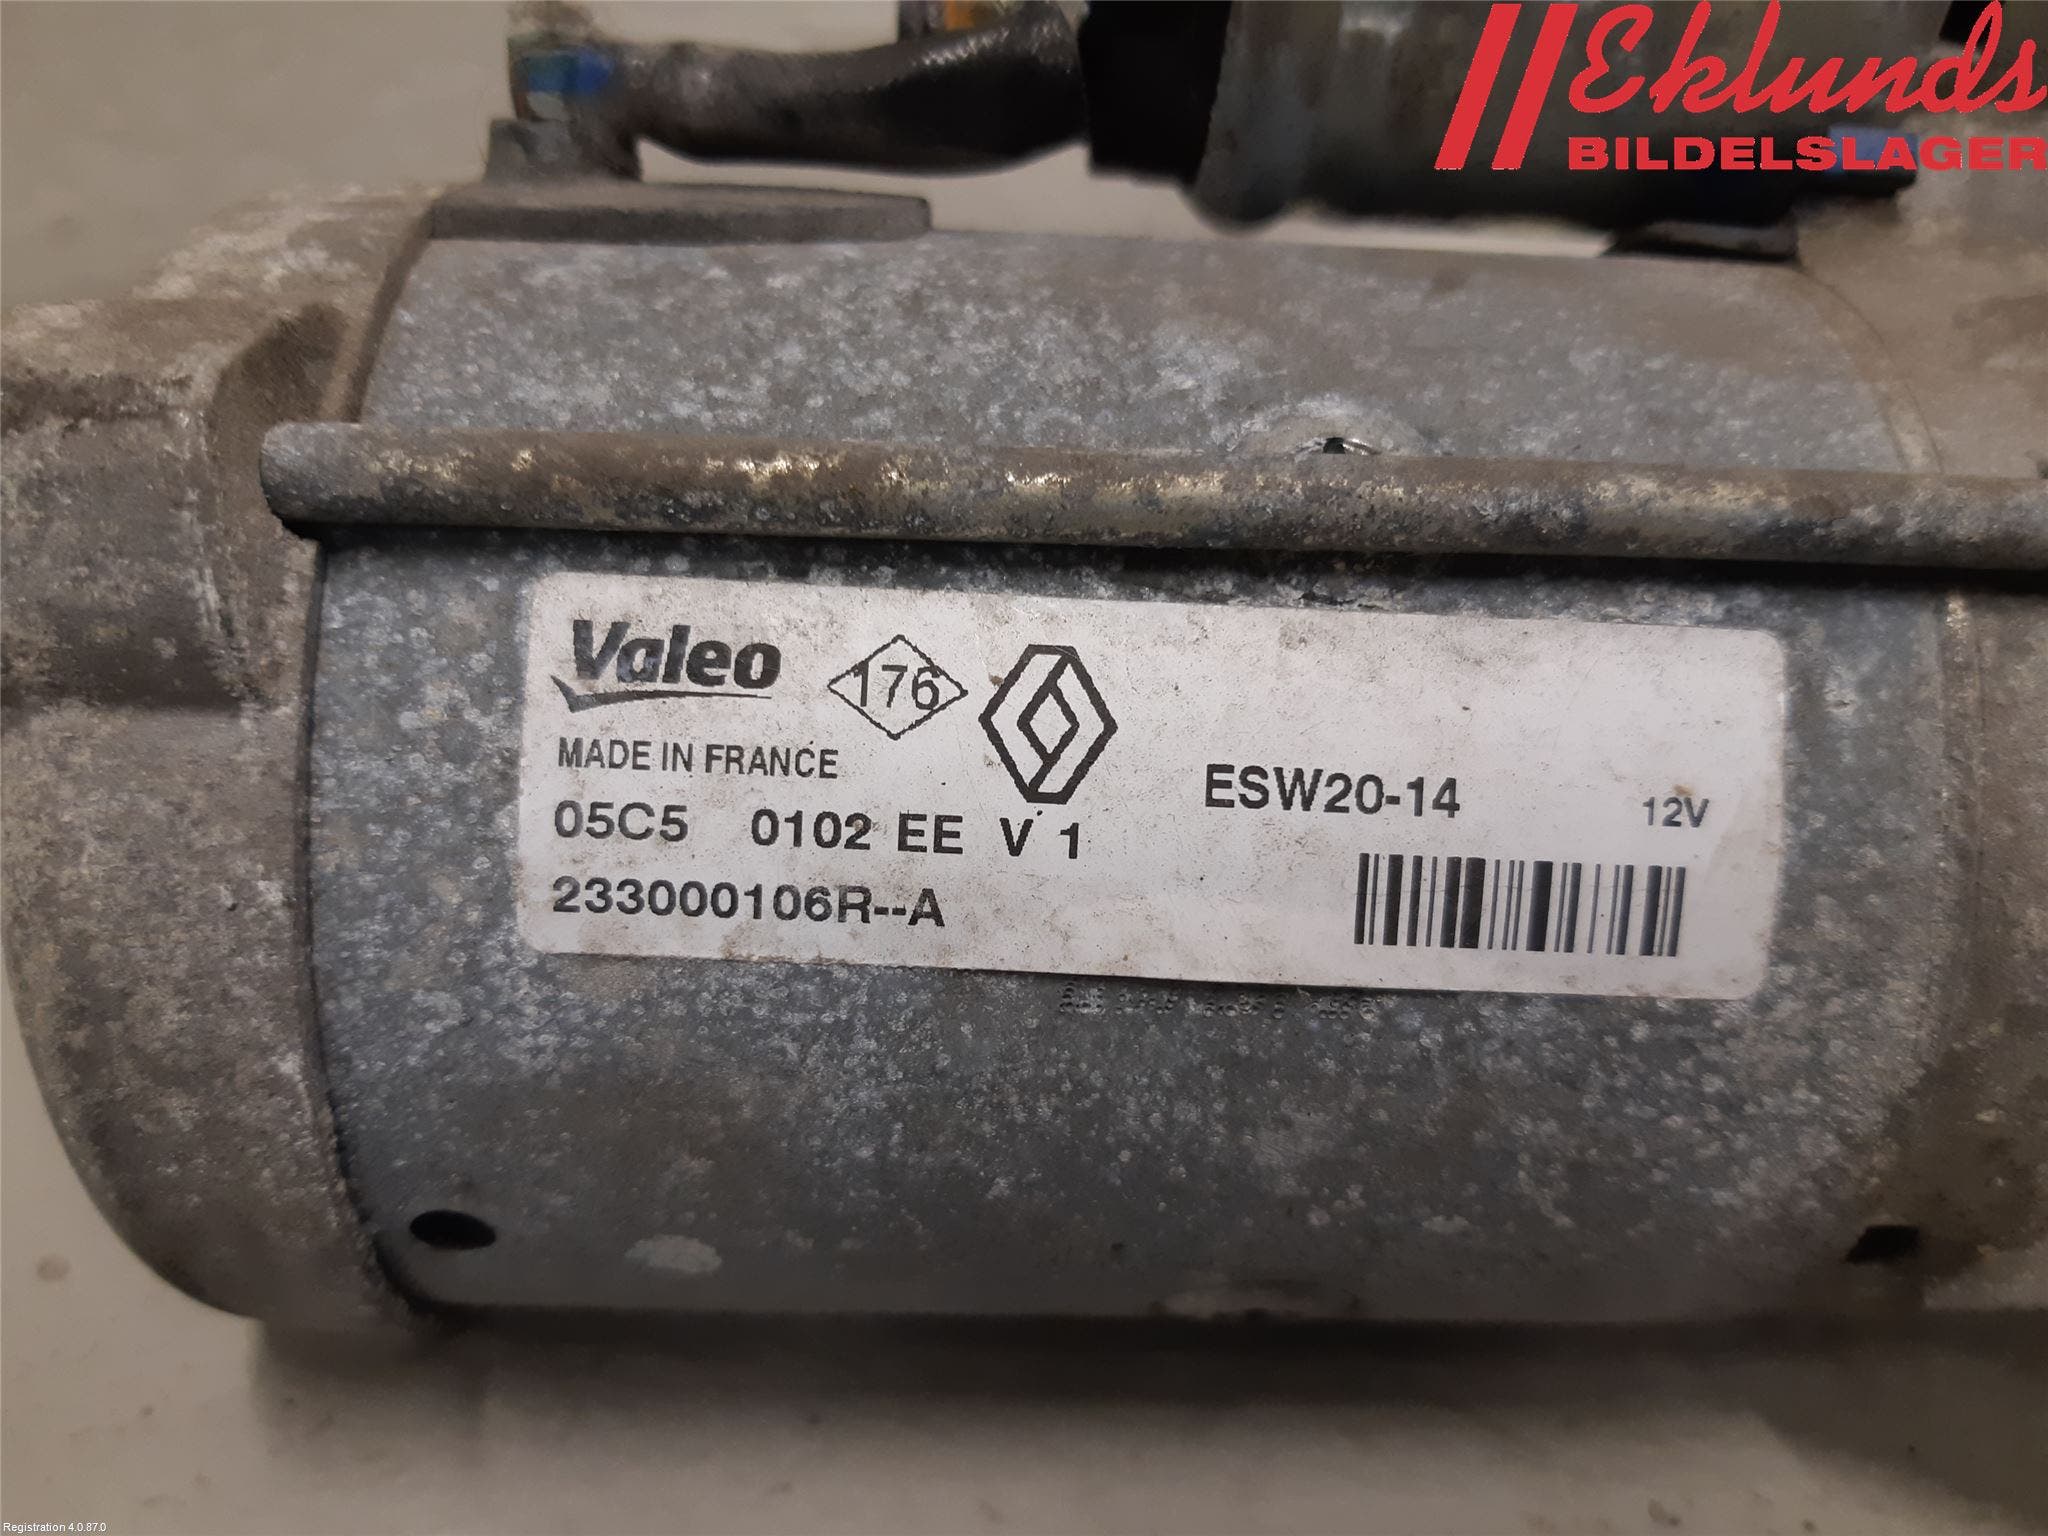 Eklunds
BILDELSLAGER
Valeo
176
MADE IN FRANCE
ESW20-14
12V
05C5 0102 EE V 1
233000106R--A
Registration 4.0.87.0